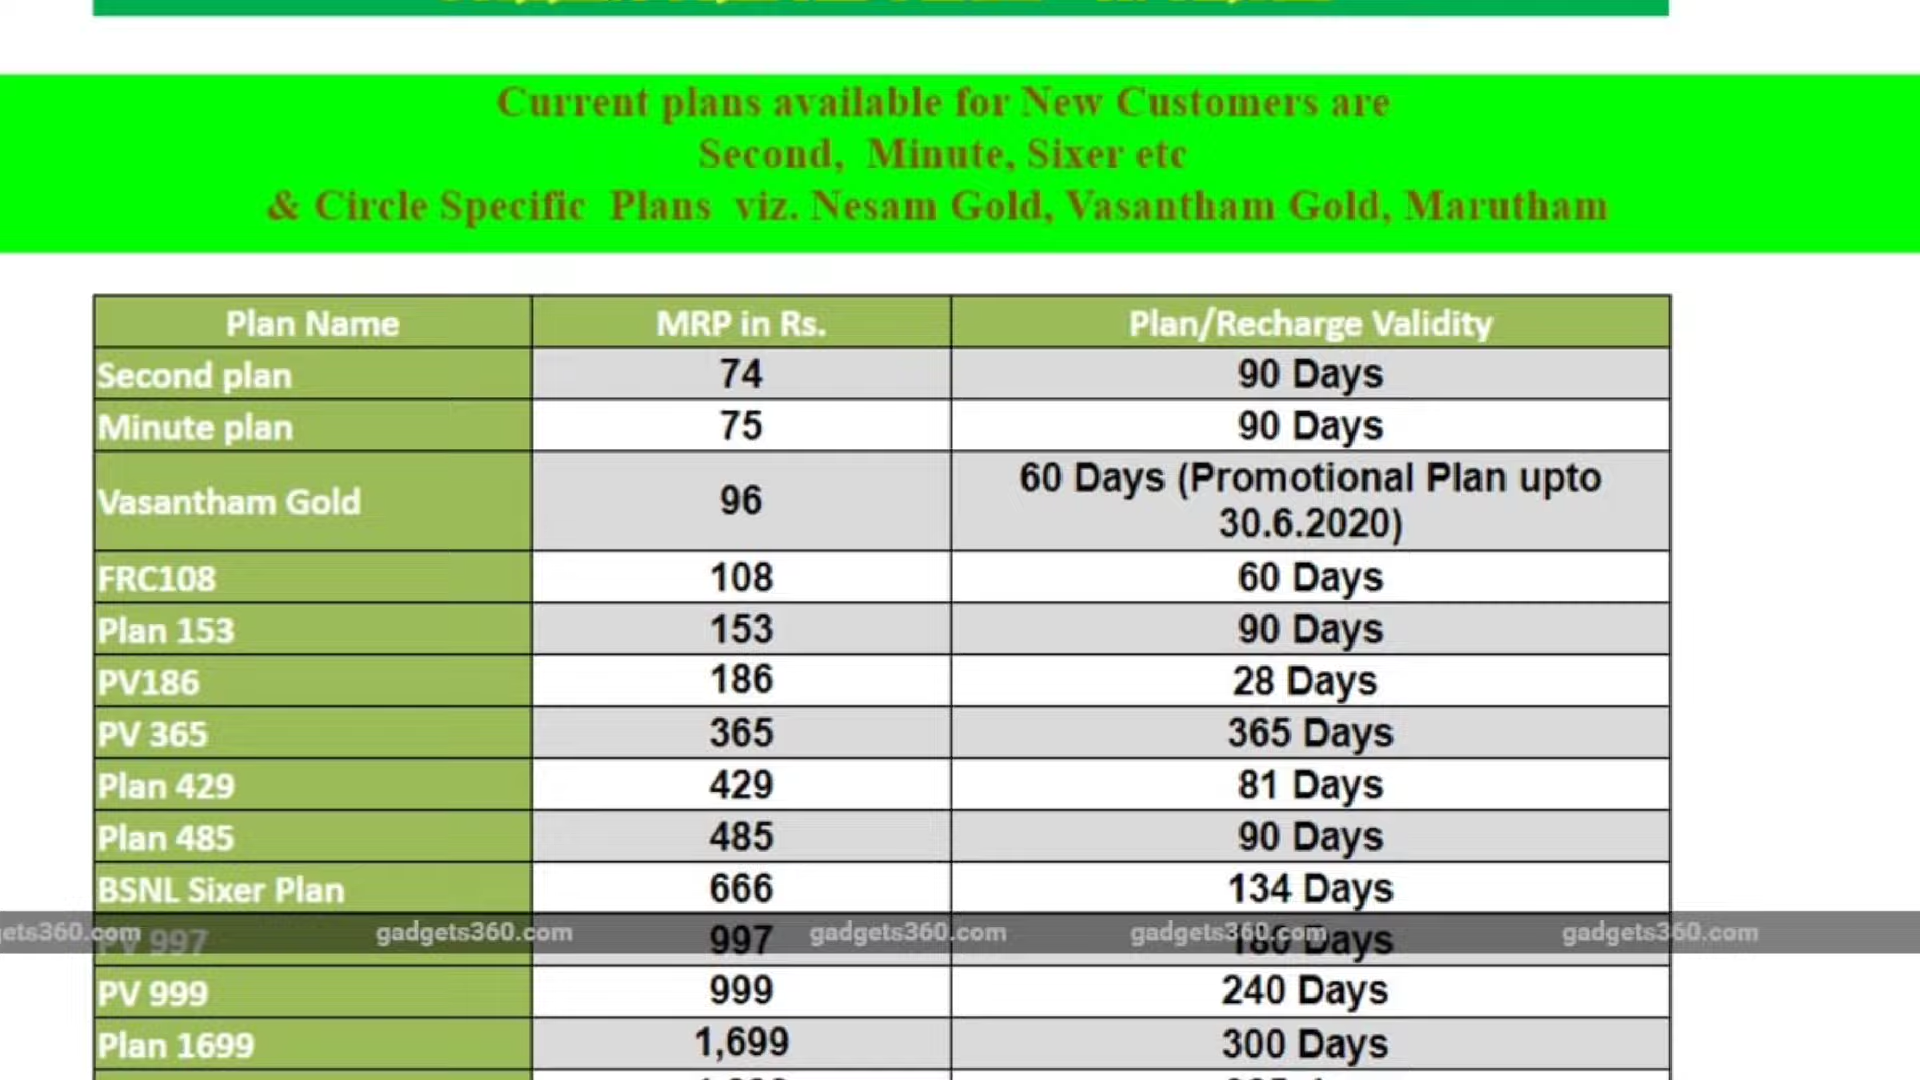 Current plans available for New Customers are
Second, Minute, Sixer etc
& Circle Specific Plans viz. Nesam Gold, Vasantham Gold, Marutham
Plan Name MRP in Rs. Plan/Recharge Validity
Second plan 74 90 Days
Minute plan 75 90 Days
Vasantham Gold 96 60 Days (Promotional Plan upto
30.6.2020)
FRC108 108 60 Days
Plan 153 153 90 Days
PV186 186 28 Days
PV 365 365 365 Days
Plan 429 429 81 Days
Plan 485 485 90 Days
BSNL Sixer Plan 666 134 Days
gadgets360.com gadgets360.com gadgets360.com gadgets360.com
PV 997 997 180 Days
PV 999 999 240 Days
Plan 1699 1,699 300 Days